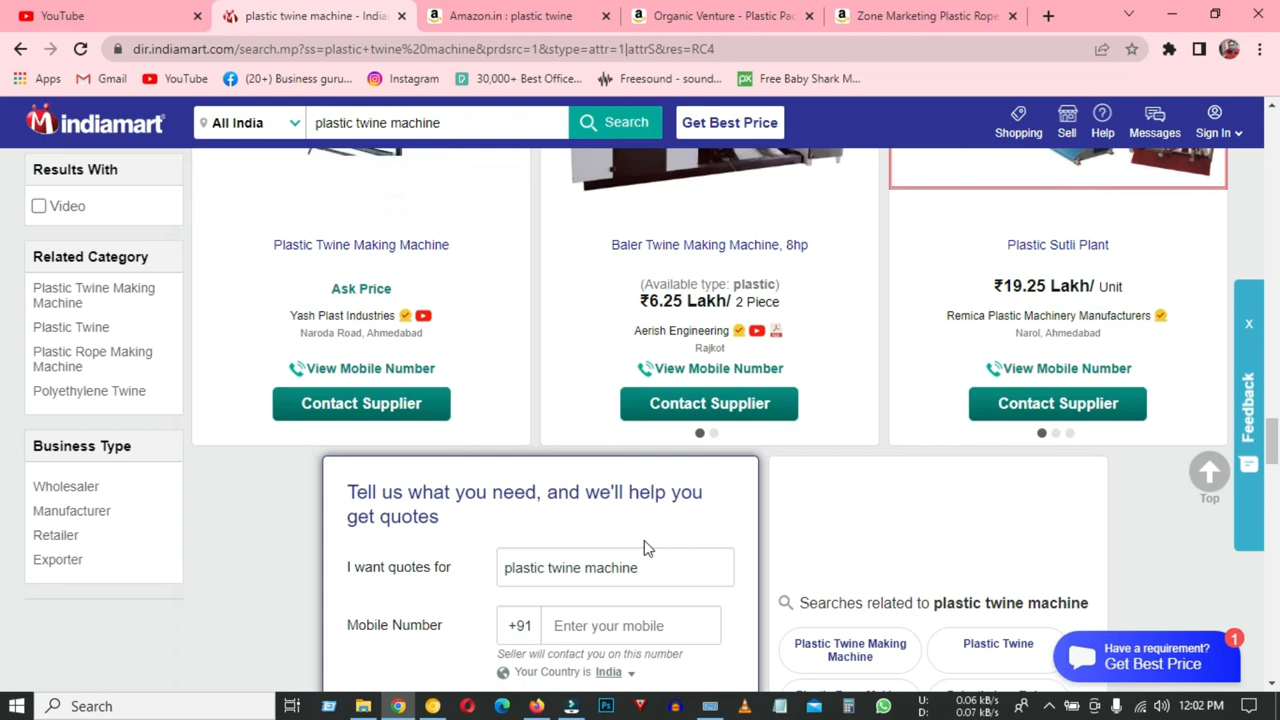 YouTube
plastic twine machine - India
Amazon.in : plastic twine
Organic Venture - Plastic Pac
Zone Marketing Plastic Rope
dir.indiamart.com/search.mp?ss=plastic+twine%20machine&prdsrc=1&stype=attr=1|attrS&res=RC4
Apps
Gmail
YouTube
(20+) Business guru...
Instagram
30,000+ Best Office...
Freesound - sound...
Free Baby Shark M...
indiamart
All India
plastic twine machine
Search
Get Best Price
Shopping
Sell
Help
Messages
Sign In
Results With
Video
Related Category
Plastic Twine Making
Machine
Plastic Twine
Plastic Rope Making
Machine
Polyethylene Twine
Business Type
Wholesaler
Manufacturer
Retailer
Exporter
Plastic Twine Making Machine
Ask Price
Yash Plast Industries
Naroda Road, Ahmedabad
View Mobile Number
Contact Supplier
Baler Twine Making Machine, 8hp
(Available type: plastic)
₹6.25 Lakh/ 2 Piece
Aerish Engineering
Rajkot
View Mobile Number
Contact Supplier
Plastic Sutli Plant
₹19.25 Lakh/ Unit
Remica Plastic Machinery Manufacturers
Narol, Ahmedabad
View Mobile Number
Contact Supplier
x
Feedback
Top
Tell us what you need, and we'll help you
get quotes
I want quotes for
plastic twine machine
Mobile Number
+91
Enter your mobile
Seller will contact you on this number
Your Country is India
Searches related to plastic twine machine
Plastic Twine Making
Machine
Plastic Twine
Have a requirement?
Get Best Price
1
Search
U: 0.06 kB/s
D: 0.07 kB/s
12:02 PM